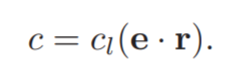 c = c_l(e · r).